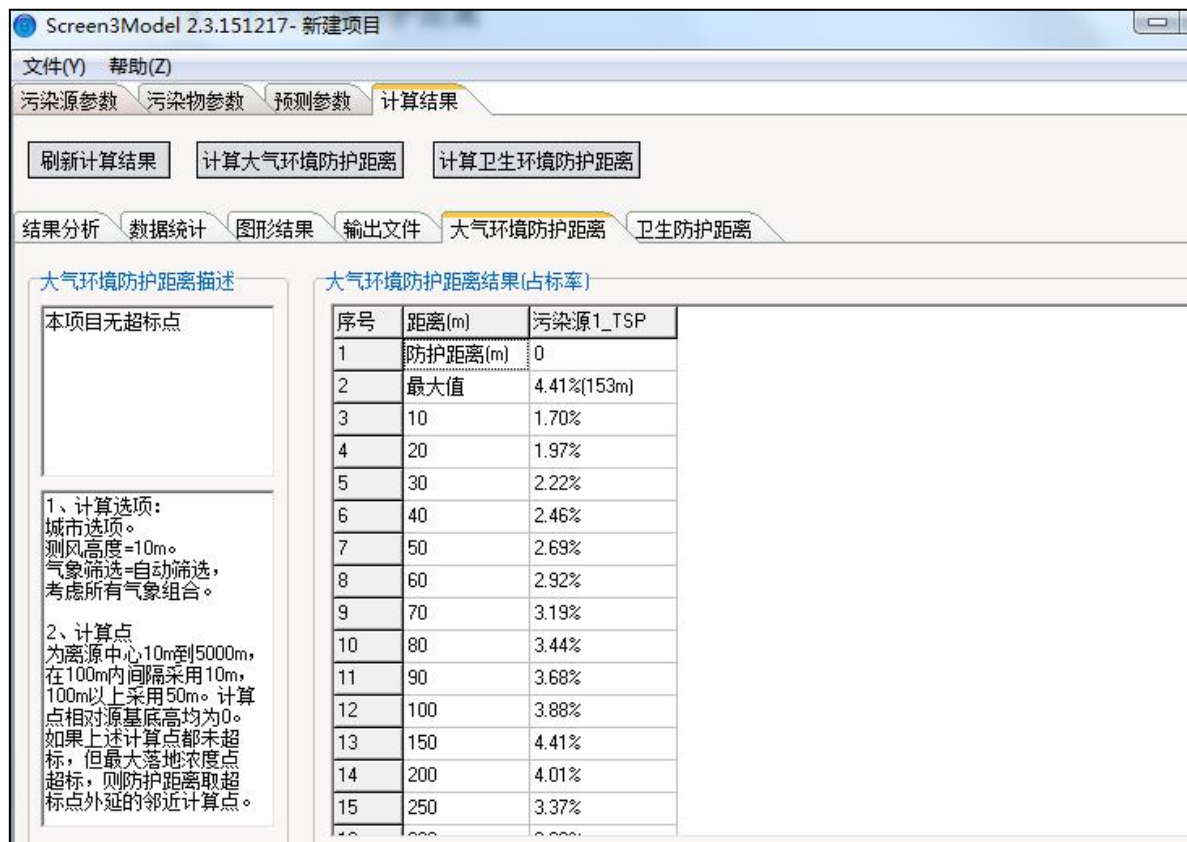 Screen3Model 2.3.151217- 新建项目
文件(Y) 帮助(Z)
污染源参数 污染物参数 预测参数 计算结果
刷新计算结果 计算大气环境防护距离 计算卫生环境防护距离
结果分析 数据统计 图形结果 输出文件 大气环境防护距离 卫生防护距离
大气环境防护距离描述
本项目无超标点
1、计算选项:
城市选项。
测风高度=10m。
气象筛选=自动筛选,
考虑所有气象组合。
2、计算点
为离源中心10m到5000m,
在100m内间隔采用10m,
100m以上采用50m。计算
点相对源基底高均为0。
如果上述计算点都未超
标,但最大落地浓度点
超标,则防护距离取超
标点外延的邻近计算点。
大气环境防护距离结果(占标率)
序号 距离(m) 污染源1_TSP
1 防护距离(m) 0
2 最大值 4.41%(153m)
3 10 1.70%
4 20 1.97%
5 30 2.22%
6 40 2.46%
7 50 2.69%
8 60 2.92%
9 70 3.19%
10 80 3.44%
11 90 3.68%
12 100 3.88%
13 150 4.41%
14 200 4.01%
15 250 3.37%